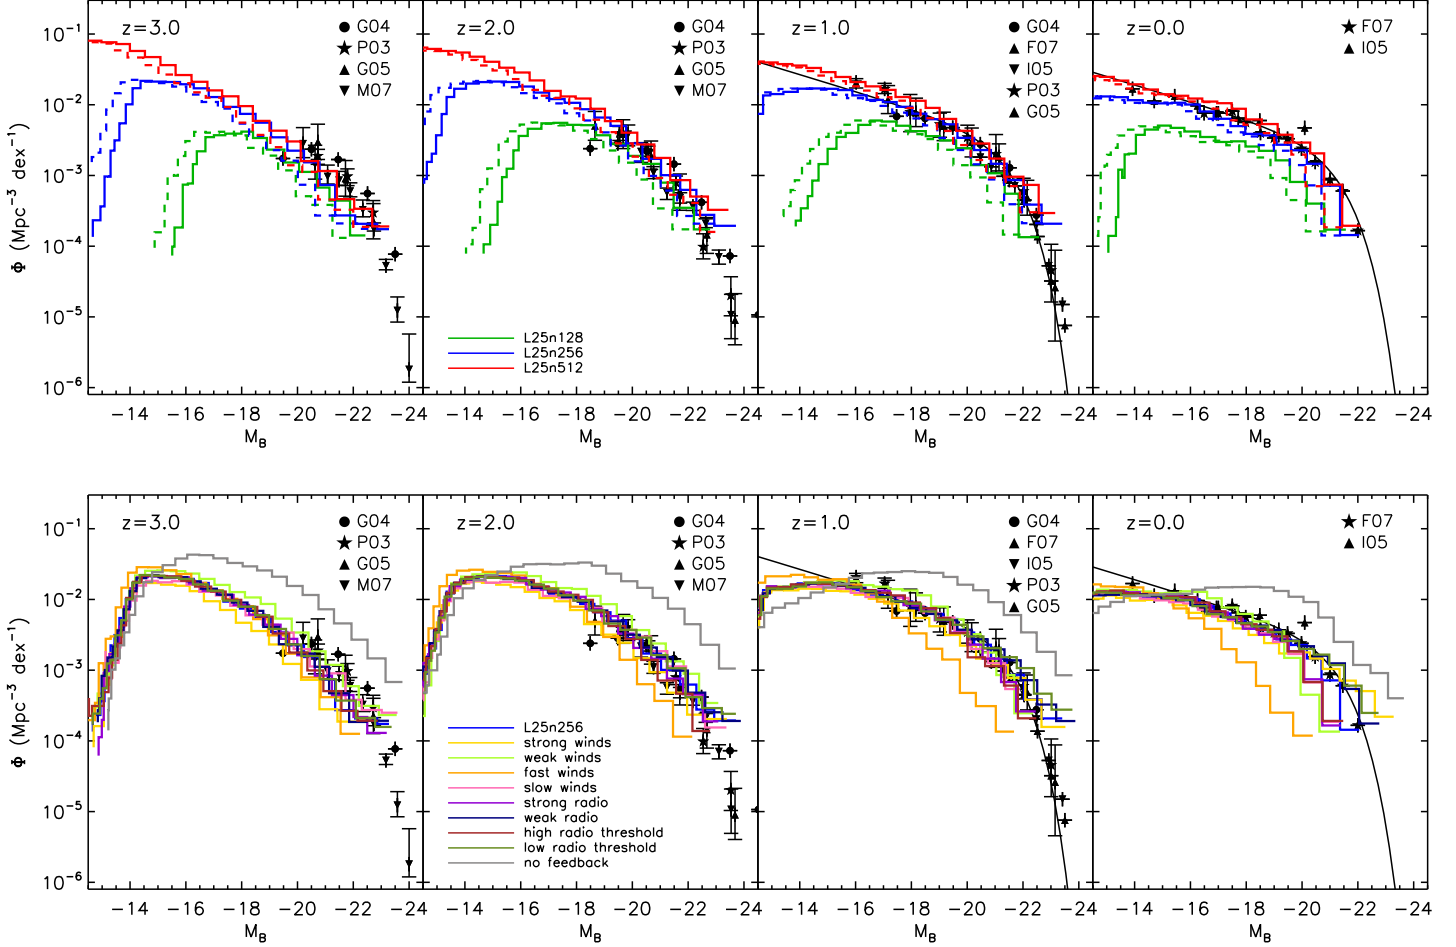 z=3.0
G04
P03
G05
M07
z=2.0
G04
P03
G05
M07
z=1.0
G04
F07
I05
P03
G05
z=0.0
F07
I05
10⁻¹
10⁻²
10⁻³
10⁻⁴
10⁻⁵
10⁻⁶
Φ (Mpc⁻³ dex⁻¹)
L25n128
L25n256
L25n512
−14 −16 −18 −20 −22 −24
−14 −16 −18 −20 −22 −24
−14 −16 −18 −20 −22 −24
−14 −16 −18 −20 −22 −24
M_B
M_B
M_B
M_B
z=3.0
G04
P03
G05
M07
z=2.0
G04
P03
G05
M07
z=1.0
G04
F07
I05
P03
G05
z=0.0
F07
I05
10⁻¹
10⁻²
10⁻³
10⁻⁴
10⁻⁵
10⁻⁶
Φ (Mpc⁻³ dex⁻¹)
L25n256
strong winds
weak winds
fast winds
slow winds
strong radio
weak radio
high radio threshold
low radio threshold
no feedback
−14 −16 −18 −20 −22 −24
−14 −16 −18 −20 −22 −24
−14 −16 −18 −20 −22 −24
−14 −16 −18 −20 −22 −24
M_B
M_B
M_B
M_B